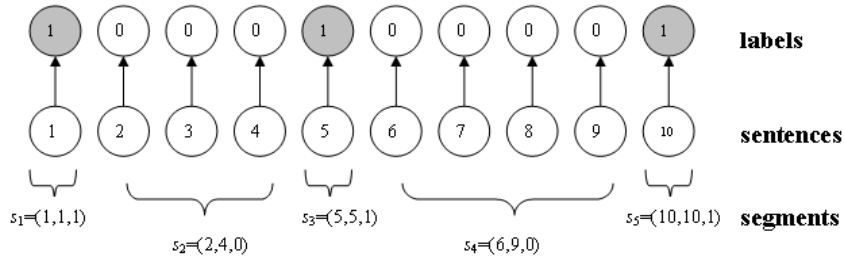 1 0 0 0 1 0 0 0 0 1 labels
1 2 3 4 5 6 7 8 9 10 sentences
s1=(1,1,1) s3=(5,5,1) s5=(10,10,1) segments
s2=(2,4,0) s4=(6,9,0)